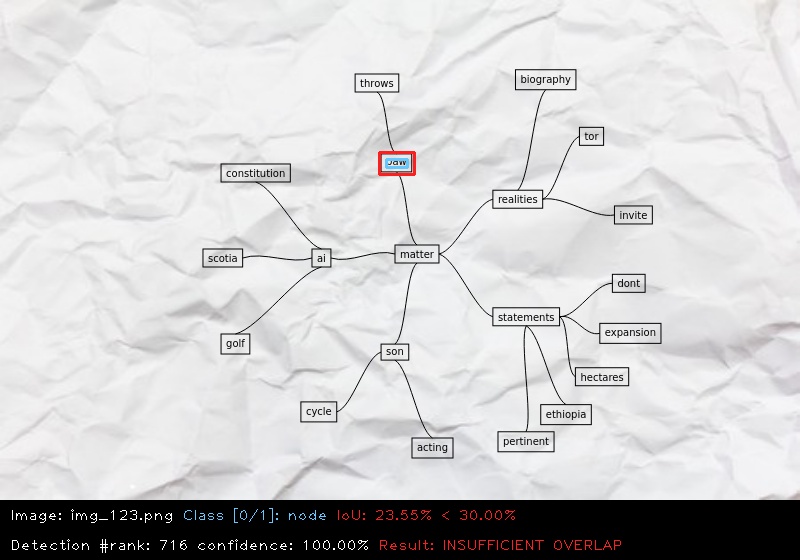 biography
throws
tor
constitution
realities
invite
matter
scotia
ai
dont
statements
expansion
golf
son
hectares
cycle
ethiopia
pertinent
acting
Image: img_123.png Class [0/1]: node IoU: 23.55% < 30.00%
Detection #rank: 716 confidence: 100.00% Result: INSUFFICIENT OVERLAP